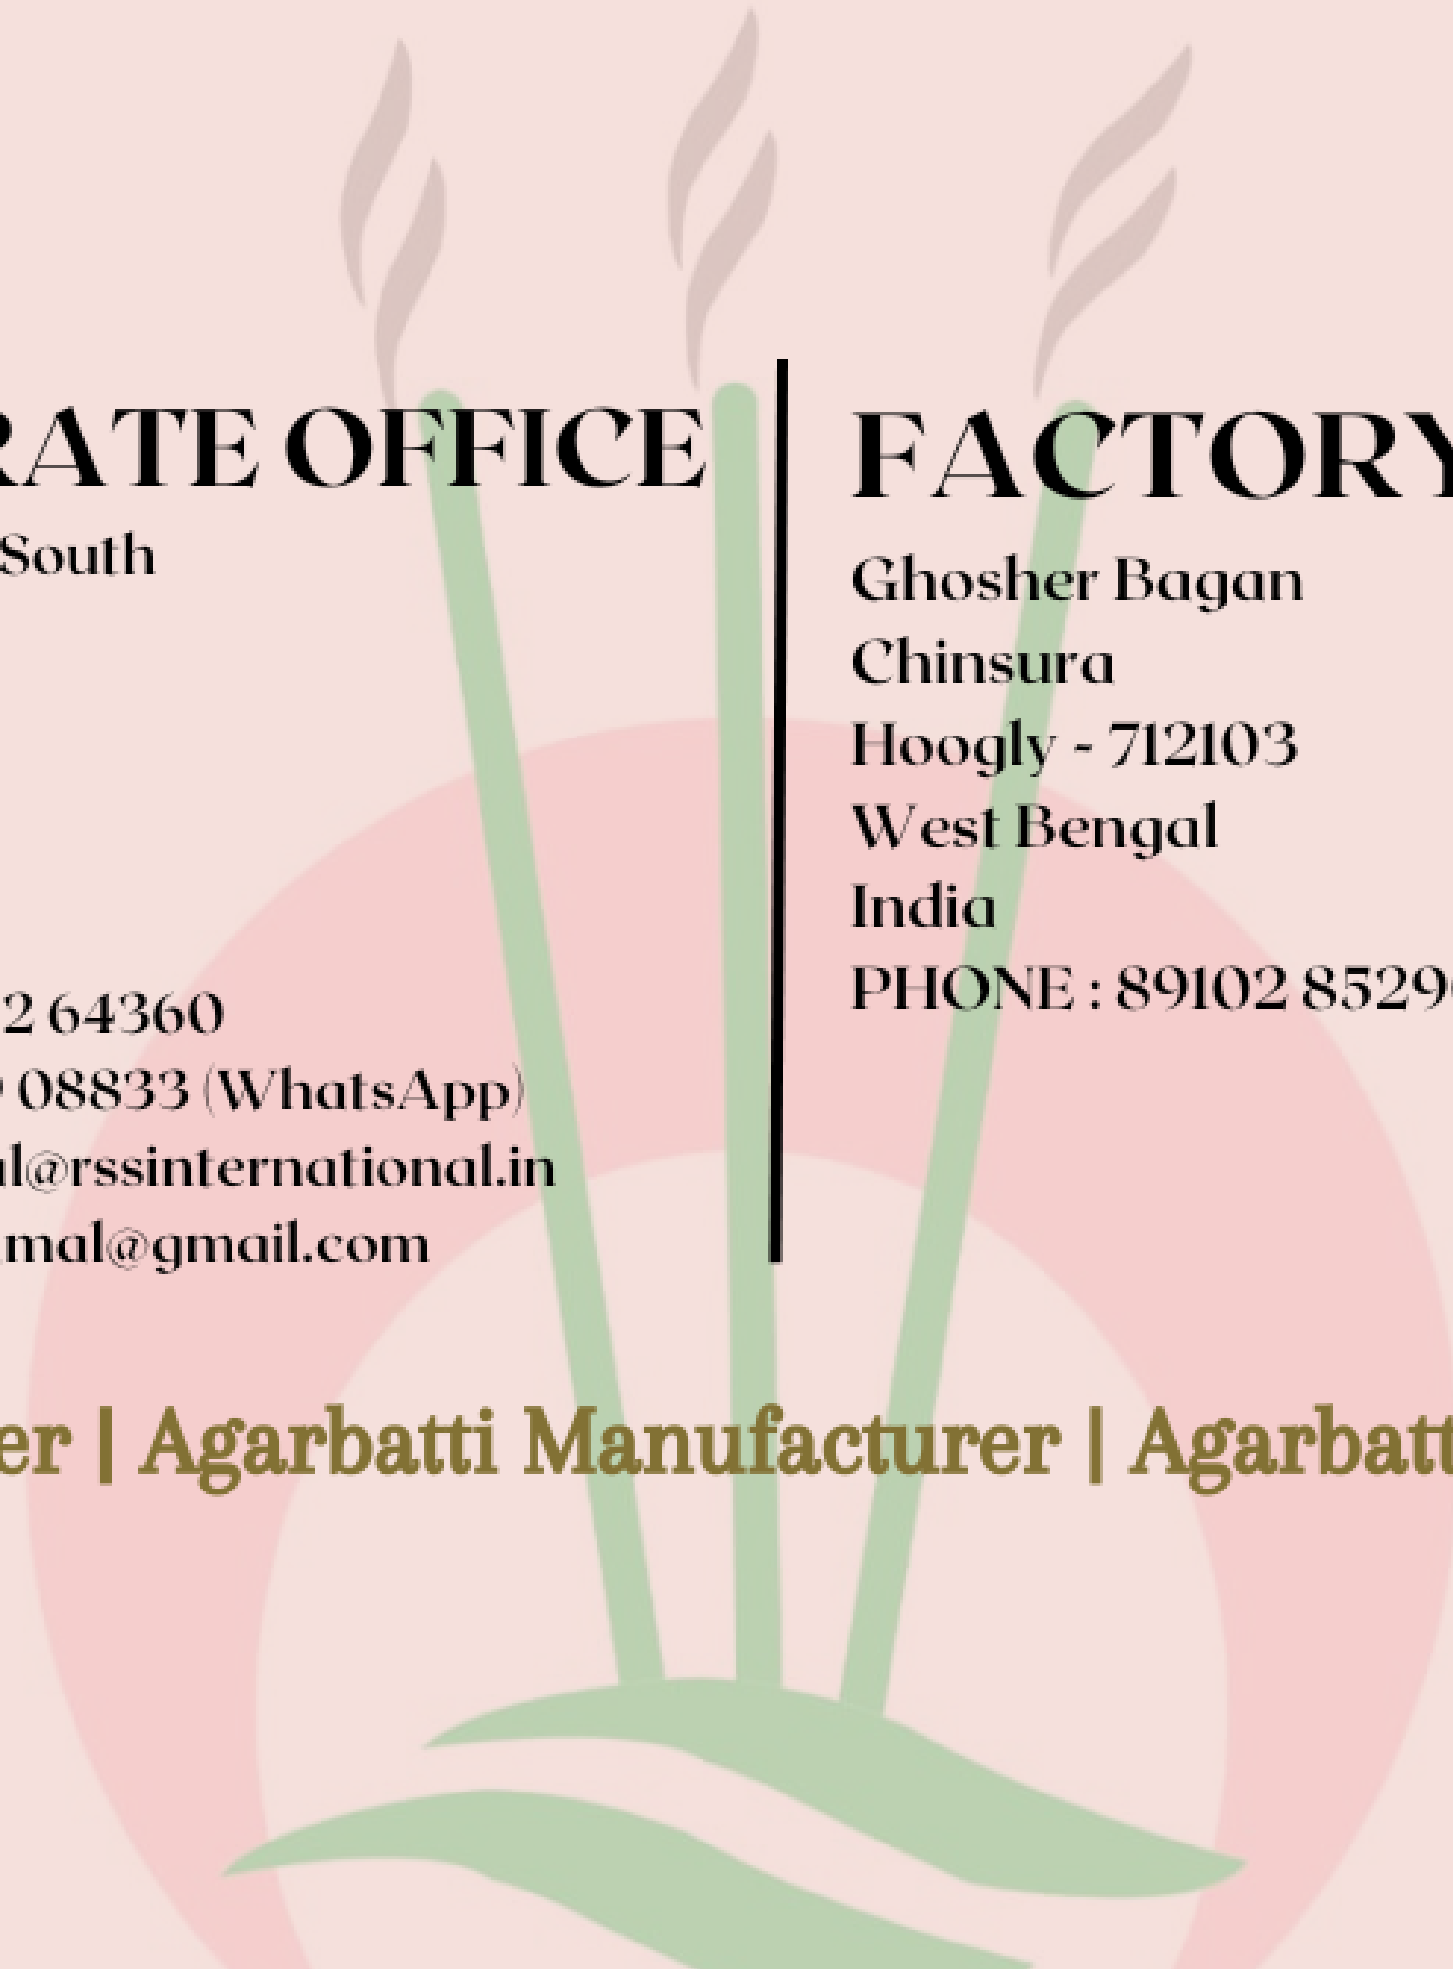 RATE OFFICE
South
2 64360
08833 (WhatsApp)
al@rssinternational.in
mal@gmail.com
FACTORY
Ghosher Bagan
Chinsura
Hoogly - 712103
West Bengal
India
PHONE : 89102 8529
er | Agarbatti Manufacturer | Agarbatt